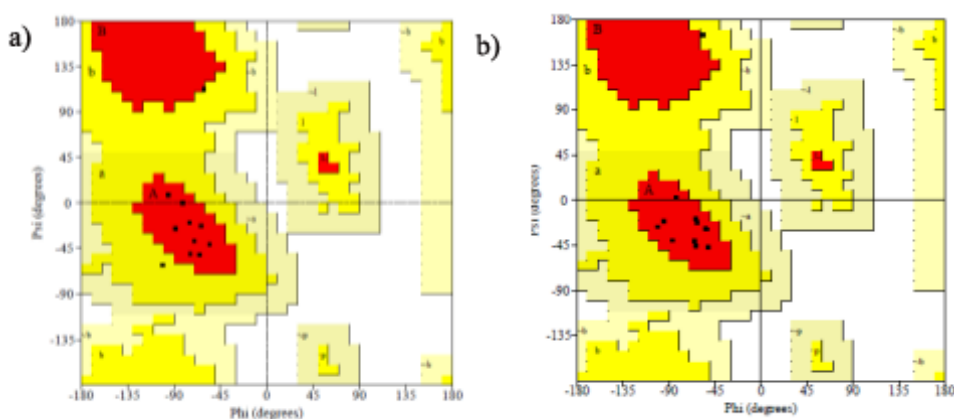 a)
180
135
90
45
0
-45
-90
-135
-180 -135 -90 -45 0 45 90 135 180
Psi (degrees)
Phi (degrees)
B
b
a
A
l
~l
~b
b
~a
~b
b
~p
~b
b)
180
135
90
45
0
-45
-90
-135
-180 -135 -90 -45 0 45 90 135 180
Psi (degrees)
Phi (degrees)
B
b
a
A
l
~l
~b
b
~a
~b
b
~p
p
~b